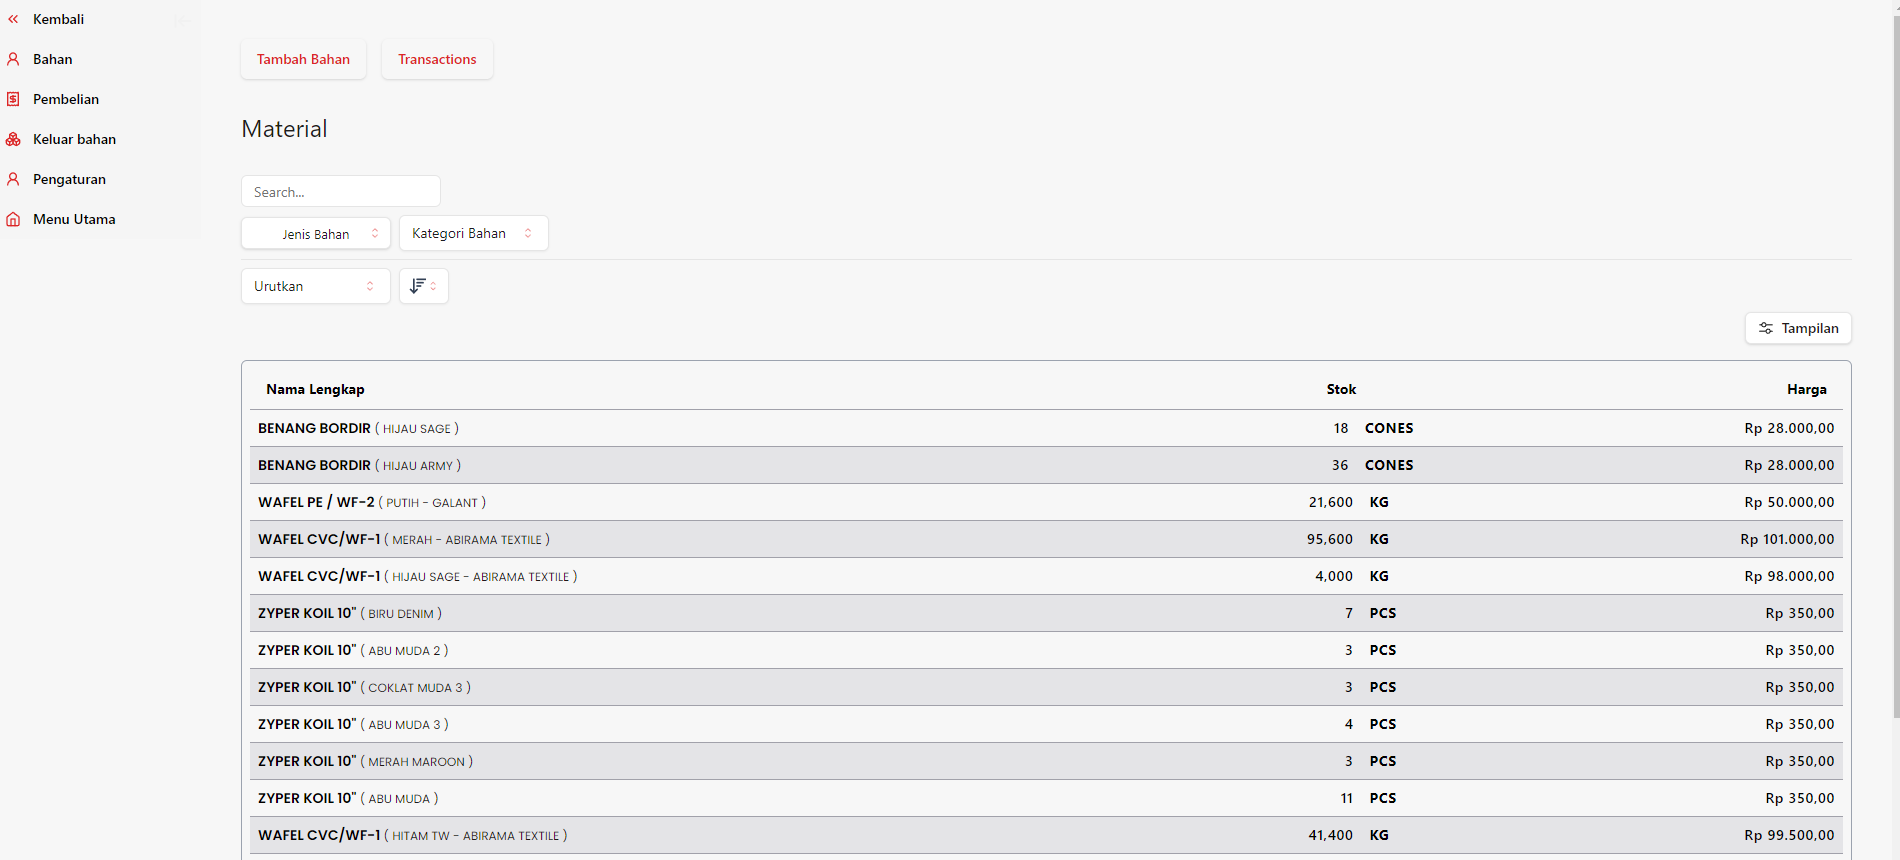 Kembali
Bahan
Pembelian
Keluar bahan
Pengaturan
Menu Utama
Tambah Bahan Transactions
Material
Search...
Jenis Bahan Kategori Bahan
Urutkan
Tampilan
Nama Lengkap Stok Harga
BENANG BORDIR ( HIJAU SAGE ) 18 CONES Rp 28.000,00
BENANG BORDIR ( HIJAU ARMY ) 36 CONES Rp 28.000,00
WAFEL PE / WF-2 ( PUTIH - GALANT ) 21,600 KG Rp 50.000,00
WAFEL CVC/WF-1 ( MERAH - ABIRAMA TEXTILE ) 95,600 KG Rp 101.000,00
WAFEL CVC/WF-1 ( HIJAU SAGE - ABIRAMA TEXTILE ) 4,000 KG Rp 98.000,00
ZYPER KOIL 10" ( BIRU DENIM ) 7 PCS Rp 350,00
ZYPER KOIL 10" ( ABU MUDA 2 ) 3 PCS Rp 350,00
ZYPER KOIL 10" ( COKLAT MUDA 3 ) 3 PCS Rp 350,00
ZYPER KOIL 10" ( ABU MUDA 3 ) 4 PCS Rp 350,00
ZYPER KOIL 10" ( MERAH MAROON ) 3 PCS Rp 350,00
ZYPER KOIL 10" ( ABU MUDA ) 11 PCS Rp 350,00
WAFEL CVC/WF-1 ( HITAM TW - ABIRAMA TEXTILE ) 41,400 KG Rp 99.500,00